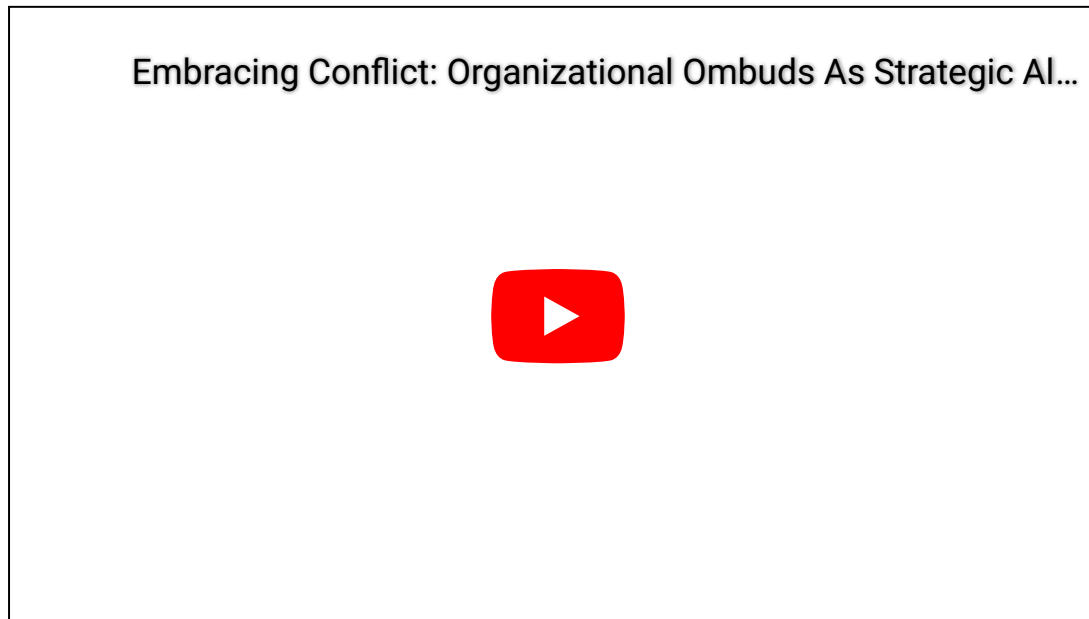 Embracing Conflict: Organizational Ombuds As Strategic Al…